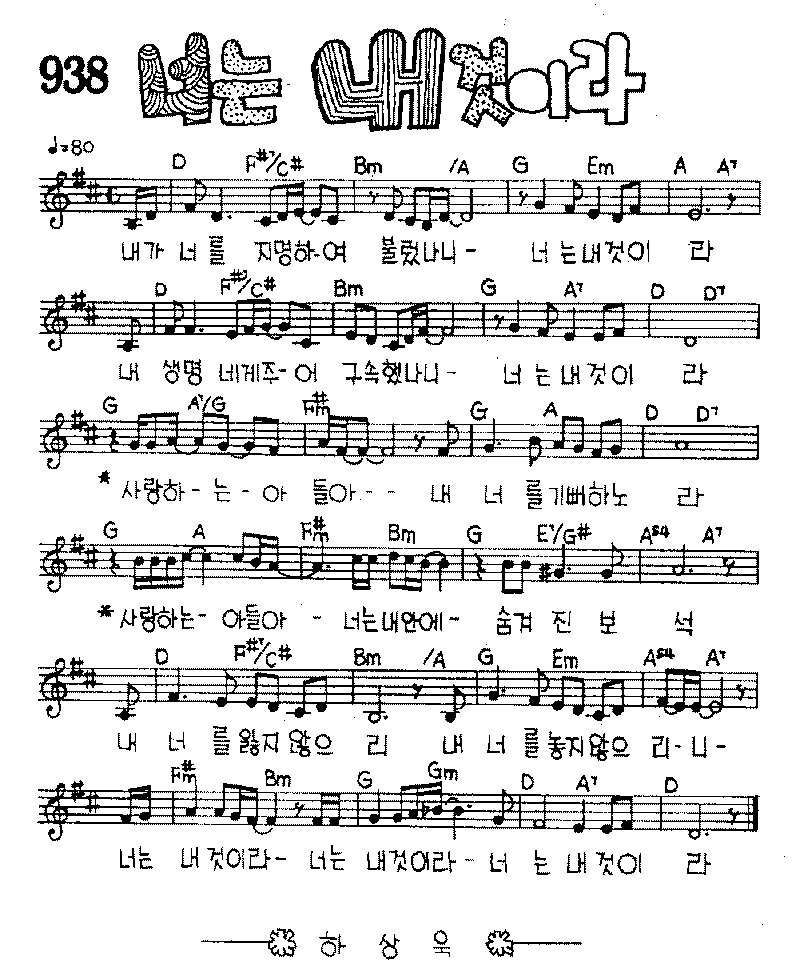 938 너는 내것이라
♩=80
D F#7/C# Bm /A G Em A A7
내가 너를 지명하-여 불렀나니- 너는내것이 라
D F#7/C# Bm G A7 D D7
내 생명 네게주-어 구속했나니- 너는내것이 라
G A7/G F#m G A D D7
* 사랑하-는-아 들아--- 내 너 를기뻐하노 라
G A F#m Bm G E7/G# Asus4 A7
* 사랑하는- 아들아 - 너는내안에- 숨겨 진 보 석
D F#7/C# Bm /A G Em Asus4 A7
내 너 를잃지않으 리 내 너 를놓지않으 리-니-
F#m Bm G Gm D A7 D
너는 내것이라- 너는 내것이라- 너 는내것이 라
하 상 욱